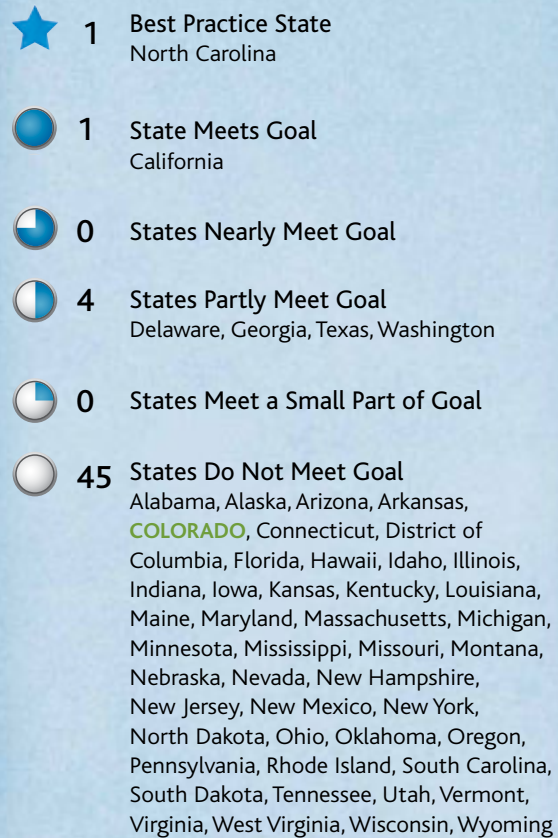 1 Best Practice State
North Carolina
1 State Meets Goal
California
0 States Nearly Meet Goal
4 States Partly Meet Goal
Delaware, Georgia, Texas, Washington
0 States Meet a Small Part of Goal
45 States Do Not Meet Goal
Alabama, Alaska, Arizona, Arkansas,
COLORADO, Connecticut, District of
Columbia, Florida, Hawaii, Idaho, Illinois,
Indiana, Iowa, Kansas, Kentucky, Louisiana,
Maine, Maryland, Massachusetts, Michigan,
Minnesota, Mississippi, Missouri, Montana,
Nebraska, Nevada, New Hampshire,
New Jersey, New Mexico, New York,
North Dakota, Ohio, Oklahoma, Oregon,
Pennsylvania, Rhode Island, South Carolina,
South Dakota, Tennessee, Utah, Vermont,
Virginia, West Virginia, Wisconsin, Wyoming